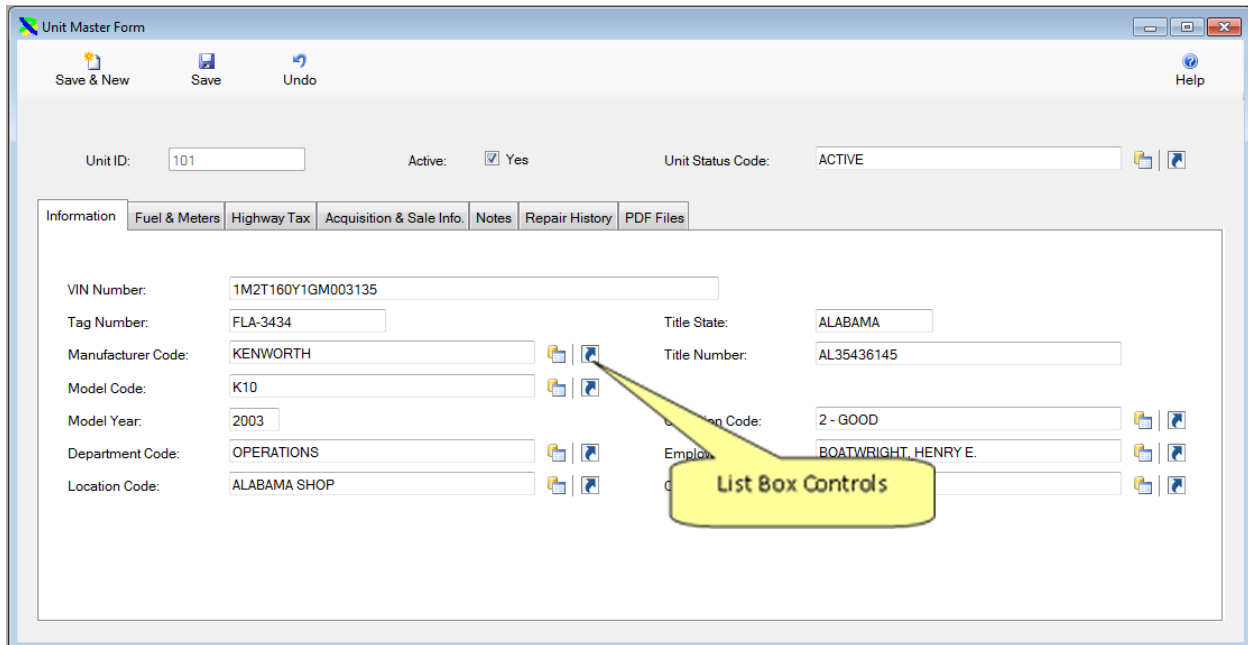 Unit Master Form
Save & New Save Undo Help
Unit ID: 101 Active: Yes Unit Status Code: ACTIVE
Information Fuel & Meters Highway Tax Acquisition & Sale Info. Notes Repair History PDF Files
VIN Number: 1M2T160Y1GM003135
Tag Number: FLA-3434 Title State: ALABAMA
Manufacturer Code: KENWORTH Title Number: AL35436145
Model Code: K10
Model Year: 2003 Code: 2 - GOOD
Department Code: OPERATIONS BOATWRIGHT, HENRY E.
Location Code: ALABAMA SHOP
List Box Controls